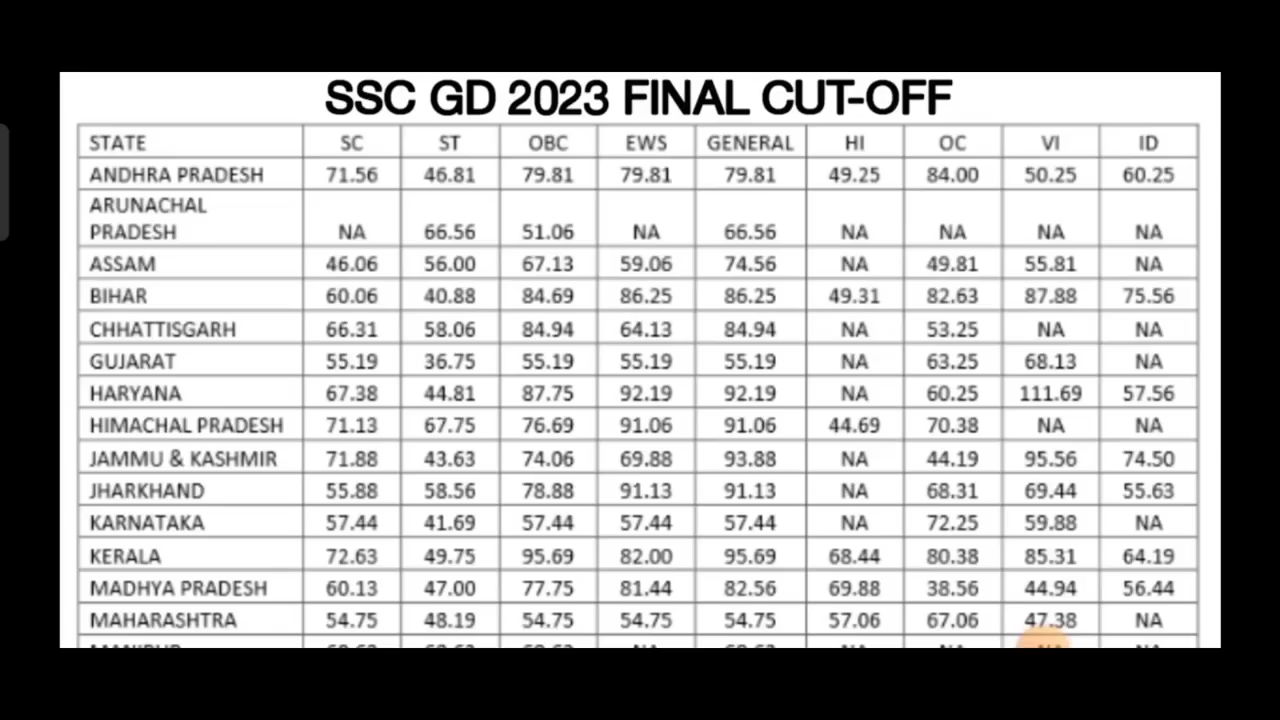 SSC GD 2023 FINAL CUT-OFF
STATE SC ST OBC EWS GENERAL HI OC VI ID
ANDHRA PRADESH 71.56 46.81 79.81 79.81 79.81 49.25 84.00 50.25 60.25
ARUNACHAL
PRADESH NA 66.56 51.06 NA 66.56 NA NA NA NA
ASSAM 46.06 56.00 67.13 59.06 74.56 NA 49.81 55.81 NA
BIHAR 60.06 40.88 84.69 86.25 86.25 49.31 82.63 87.88 75.56
CHHATTISGARH 66.31 58.06 84.94 64.13 84.94 NA 53.25 NA NA
GUJARAT 55.19 36.75 55.19 55.19 55.19 NA 63.25 68.13 NA
HARYANA 67.38 44.81 87.75 92.19 92.19 NA 60.25 111.69 57.56
HIMACHAL PRADESH 71.13 67.75 76.69 91.06 91.06 44.69 70.38 NA NA
JAMMU & KASHMIR 71.88 43.63 74.06 69.88 93.88 NA 44.19 95.56 74.50
JHARKHAND 55.88 58.56 78.88 91.13 91.13 NA 68.31 69.44 55.63
KARNATAKA 57.44 41.69 57.44 57.44 57.44 NA 72.25 59.88 NA
KERALA 72.63 49.75 95.69 82.00 95.69 68.44 80.38 85.31 64.19
MADHYA PRADESH 60.13 47.00 77.75 81.44 82.56 69.88 38.56 44.94 56.44
MAHARASHTRA 54.75 48.19 54.75 54.75 54.75 57.06 67.06 47.38 NA